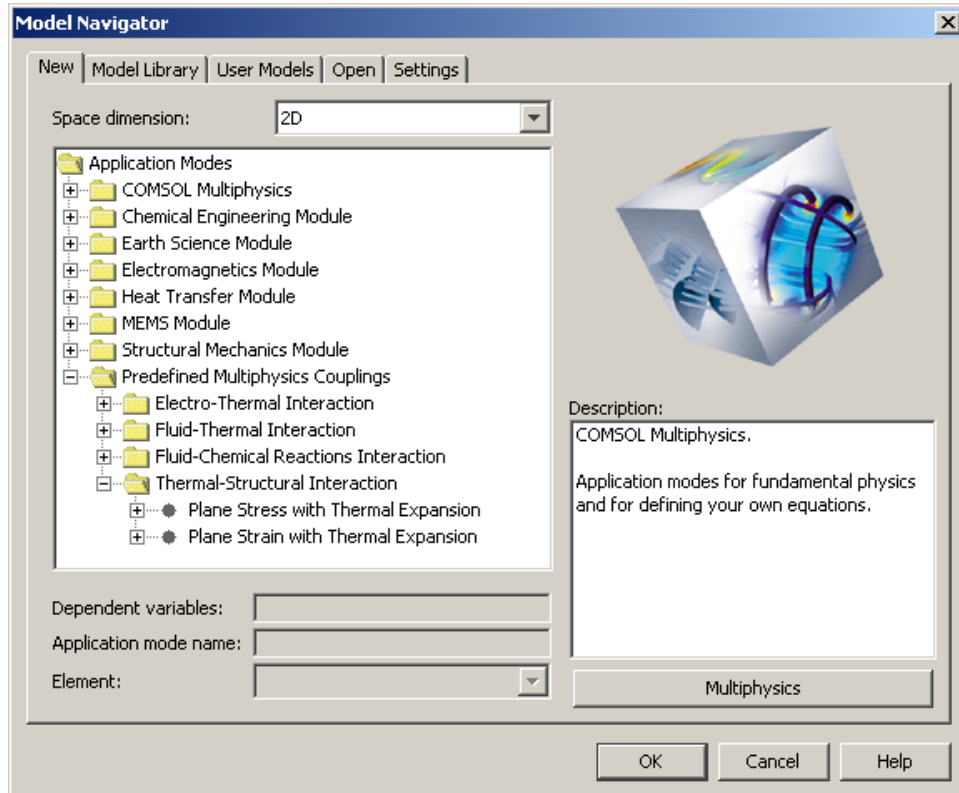 Model Navigator
New Model Library User Models Open Settings
Space dimension: 2D
Application Modes
COMSOL Multiphysics
Chemical Engineering Module
Earth Science Module
Electromagnetics Module
Heat Transfer Module
MEMS Module
Structural Mechanics Module
Predefined Multiphysics Couplings
Electro-Thermal Interaction
Fluid-Thermal Interaction
Fluid-Chemical Reactions Interaction
Thermal-Structural Interaction
Plane Stress with Thermal Expansion
Plane Strain with Thermal Expansion
Description:
COMSOL Multiphysics.
Application modes for fundamental physics
and for defining your own equations.
Dependent variables:
Application mode name:
Element:
Multiphysics
OK Cancel Help